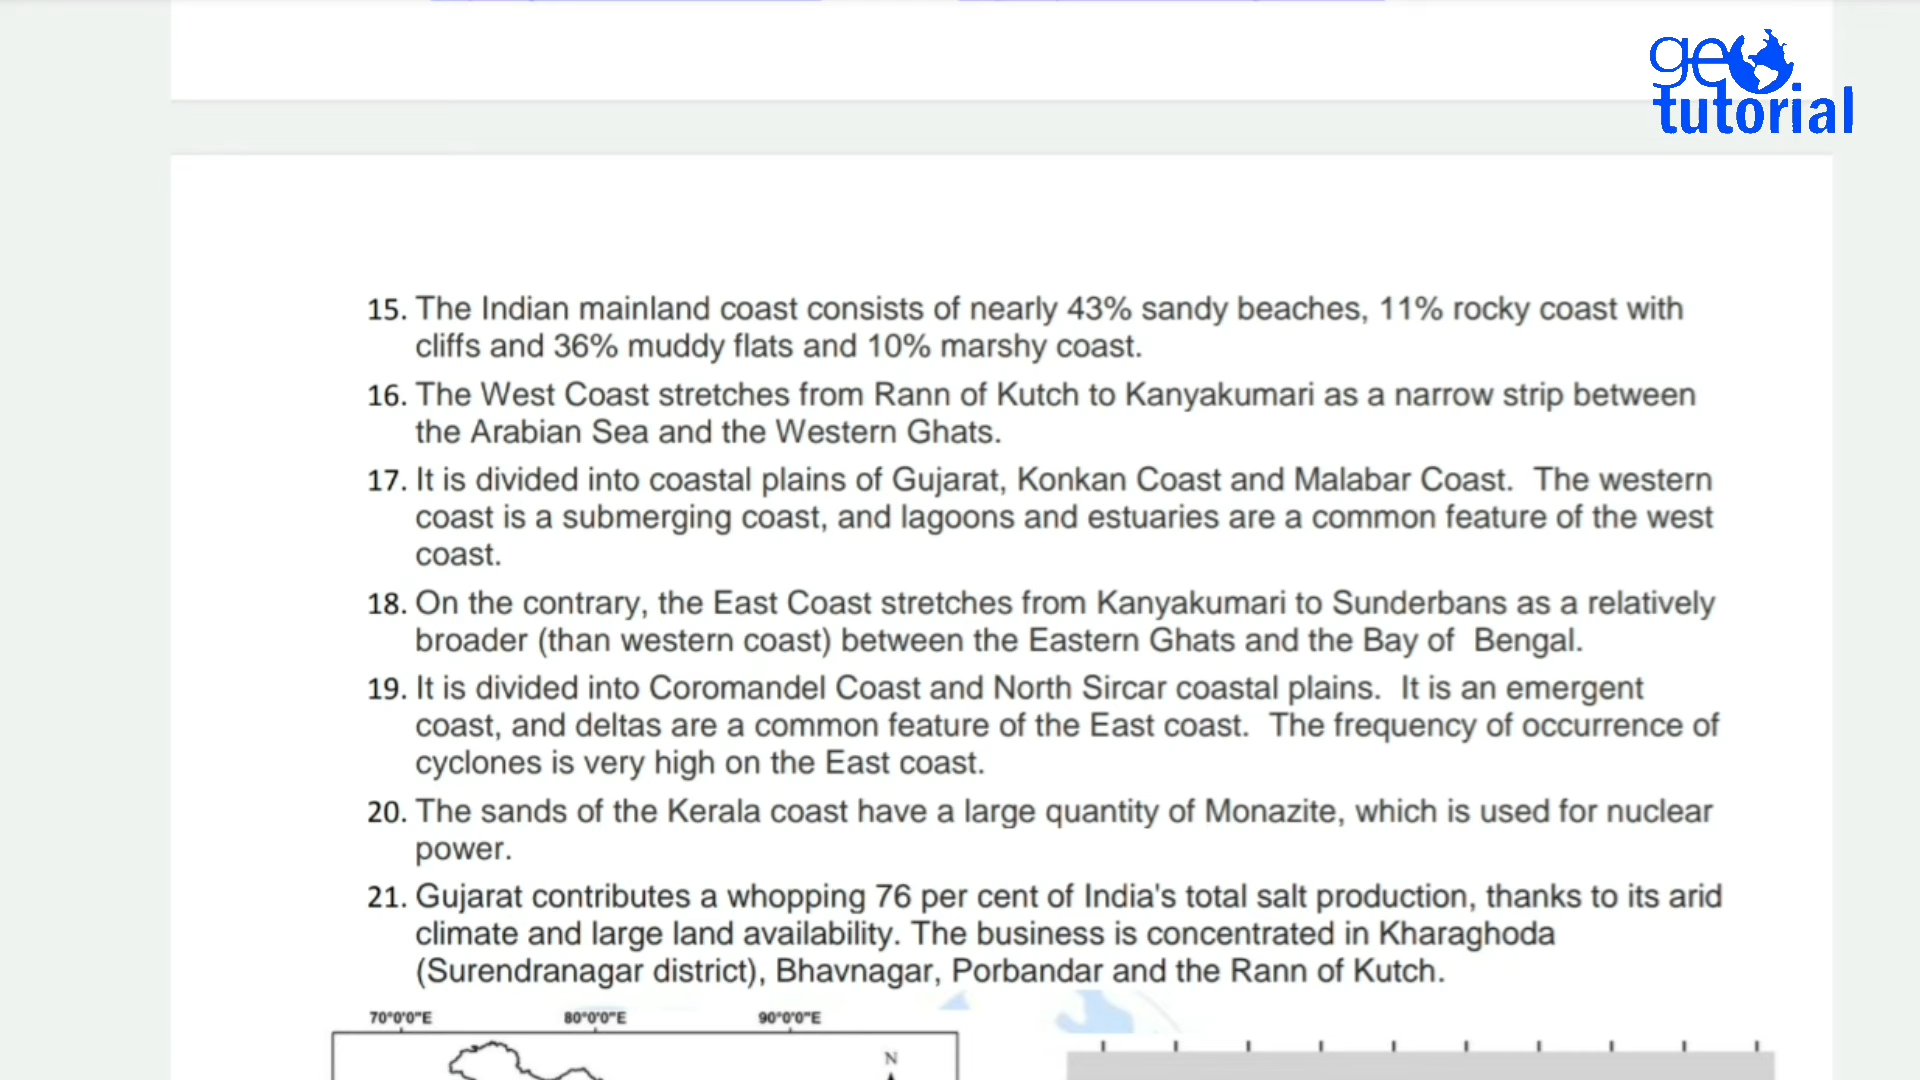 geo
tutorial
15. The Indian mainland coast consists of nearly 43% sandy beaches, 11% rocky coast with
cliffs and 36% muddy flats and 10% marshy coast.
16. The West Coast stretches from Rann of Kutch to Kanyakumari as a narrow strip between
the Arabian Sea and the Western Ghats.
17. It is divided into coastal plains of Gujarat, Konkan Coast and Malabar Coast.  The western
coast is a submerging coast, and lagoons and estuaries are a common feature of the west
coast.
18. On the contrary, the East Coast stretches from Kanyakumari to Sunderbans as a relatively
broader (than western coast) between the Eastern Ghats and the Bay of  Bengal.
19. It is divided into Coromandel Coast and North Sircar coastal plains.  It is an emergent
coast, and deltas are a common feature of the East coast.  The frequency of occurrence of
cyclones is very high on the East coast.
20. The sands of the Kerala coast have a large quantity of Monazite, which is used for nuclear
power.
21. Gujarat contributes a whopping 76 per cent of India's total salt production, thanks to its arid
climate and large land availability. The business is concentrated in Kharaghoda
(Surendranagar district), Bhavnagar, Porbandar and the Rann of Kutch.
70°0'0"E 80°0'0"E 90°0'0"E
N